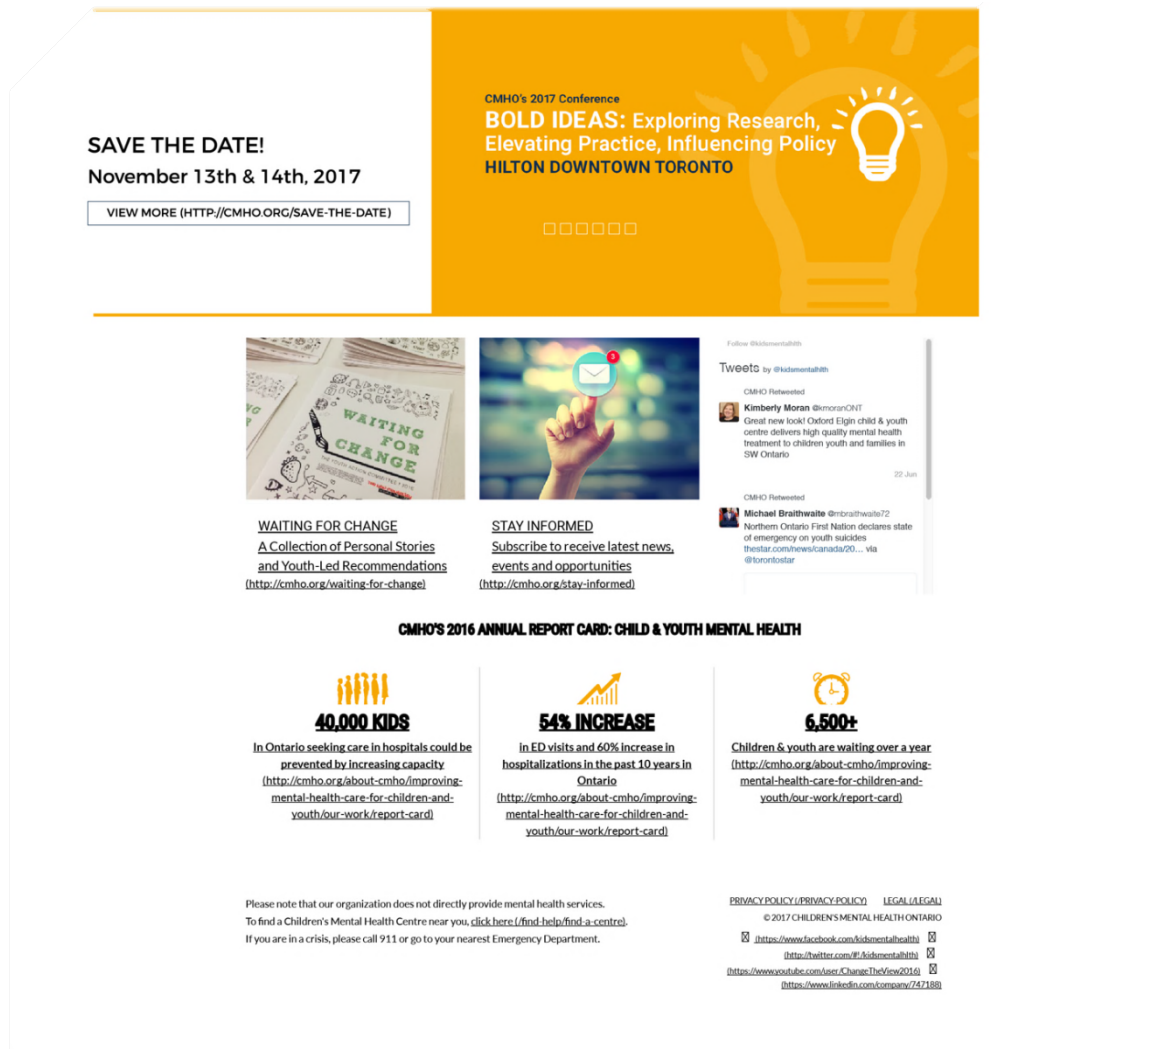 SAVE THE DATE!
November 13th & 14th, 2017
VIEW MORE (HTTP://CMHO.ORG/SAVE-THE-DATE)
CMHO's 2017 Conference
BOLD IDEAS: Exploring Research,
Elevating Practice, Influencing Policy
HILTON DOWNTOWN TORONTO
WAITING
FOR
CHANGE
3
WAITING FOR CHANGE
A Collection of Personal Stories
and Youth-Led Recommendations
(http://cmho.org/waiting-for-change)
STAY INFORMED
Subscribe to receive latest news,
events and opportunities
(http://cmho.org/stay-informed)
Follow @kidsmentalhlth
Tweets by @kidsmentalhlth
CMHO Retweeted
Kimberly Moran @kmoranONT
Great new look! Oxford Elgin child & youth
centre delivers high quality mental health
treatment to children youth and families in
SW Ontario
22 Jun
CMHO Retweeted
Michael Braithwaite @mbraithwaite72
Northern Ontario First Nation declares state
of emergency on youth suicides
thestar.com/news/canada/20... via
@torontostar
CMHO'S 2016 ANNUAL REPORT CARD: CHILD & YOUTH MENTAL HEALTH
40,000 KIDS
In Ontario seeking care in hospitals could be
prevented by increasing capacity
(http://cmho.org/about-cmho/improving-
mental-health-care-for-children-and-
youth/our-work/report-card)
54% INCREASE
in ED visits and 60% increase in
hospitalizations in the past 10 years in
Ontario
(http://cmho.org/about-cmho/improving-
mental-health-care-for-children-and-
youth/our-work/report-card)
6,500+
Children & youth are waiting over a year
(http://cmho.org/about-cmho/improving-
mental-health-care-for-children-and-
youth/our-work/report-card)
Please note that our organization does not directly provide mental health services.
To find a Children's Mental Health Centre near you, click here (/find-help/find-a-centre).
If you are in a crisis, please call 911 or go to your nearest Emergency Department.
PRIVACY POLICY (/PRIVACY-POLICY) LEGAL (/LEGAL)
© 2017 CHILDREN'S MENTAL HEALTH ONTARIO
(https://www.facebook.com/kidsmentalhealth)
(http://twitter.com/#!/kidsmentalhlth)
(https://www.youtube.com/user/ChangeTheView2016)
(https://www.linkedin.com/company/747188)